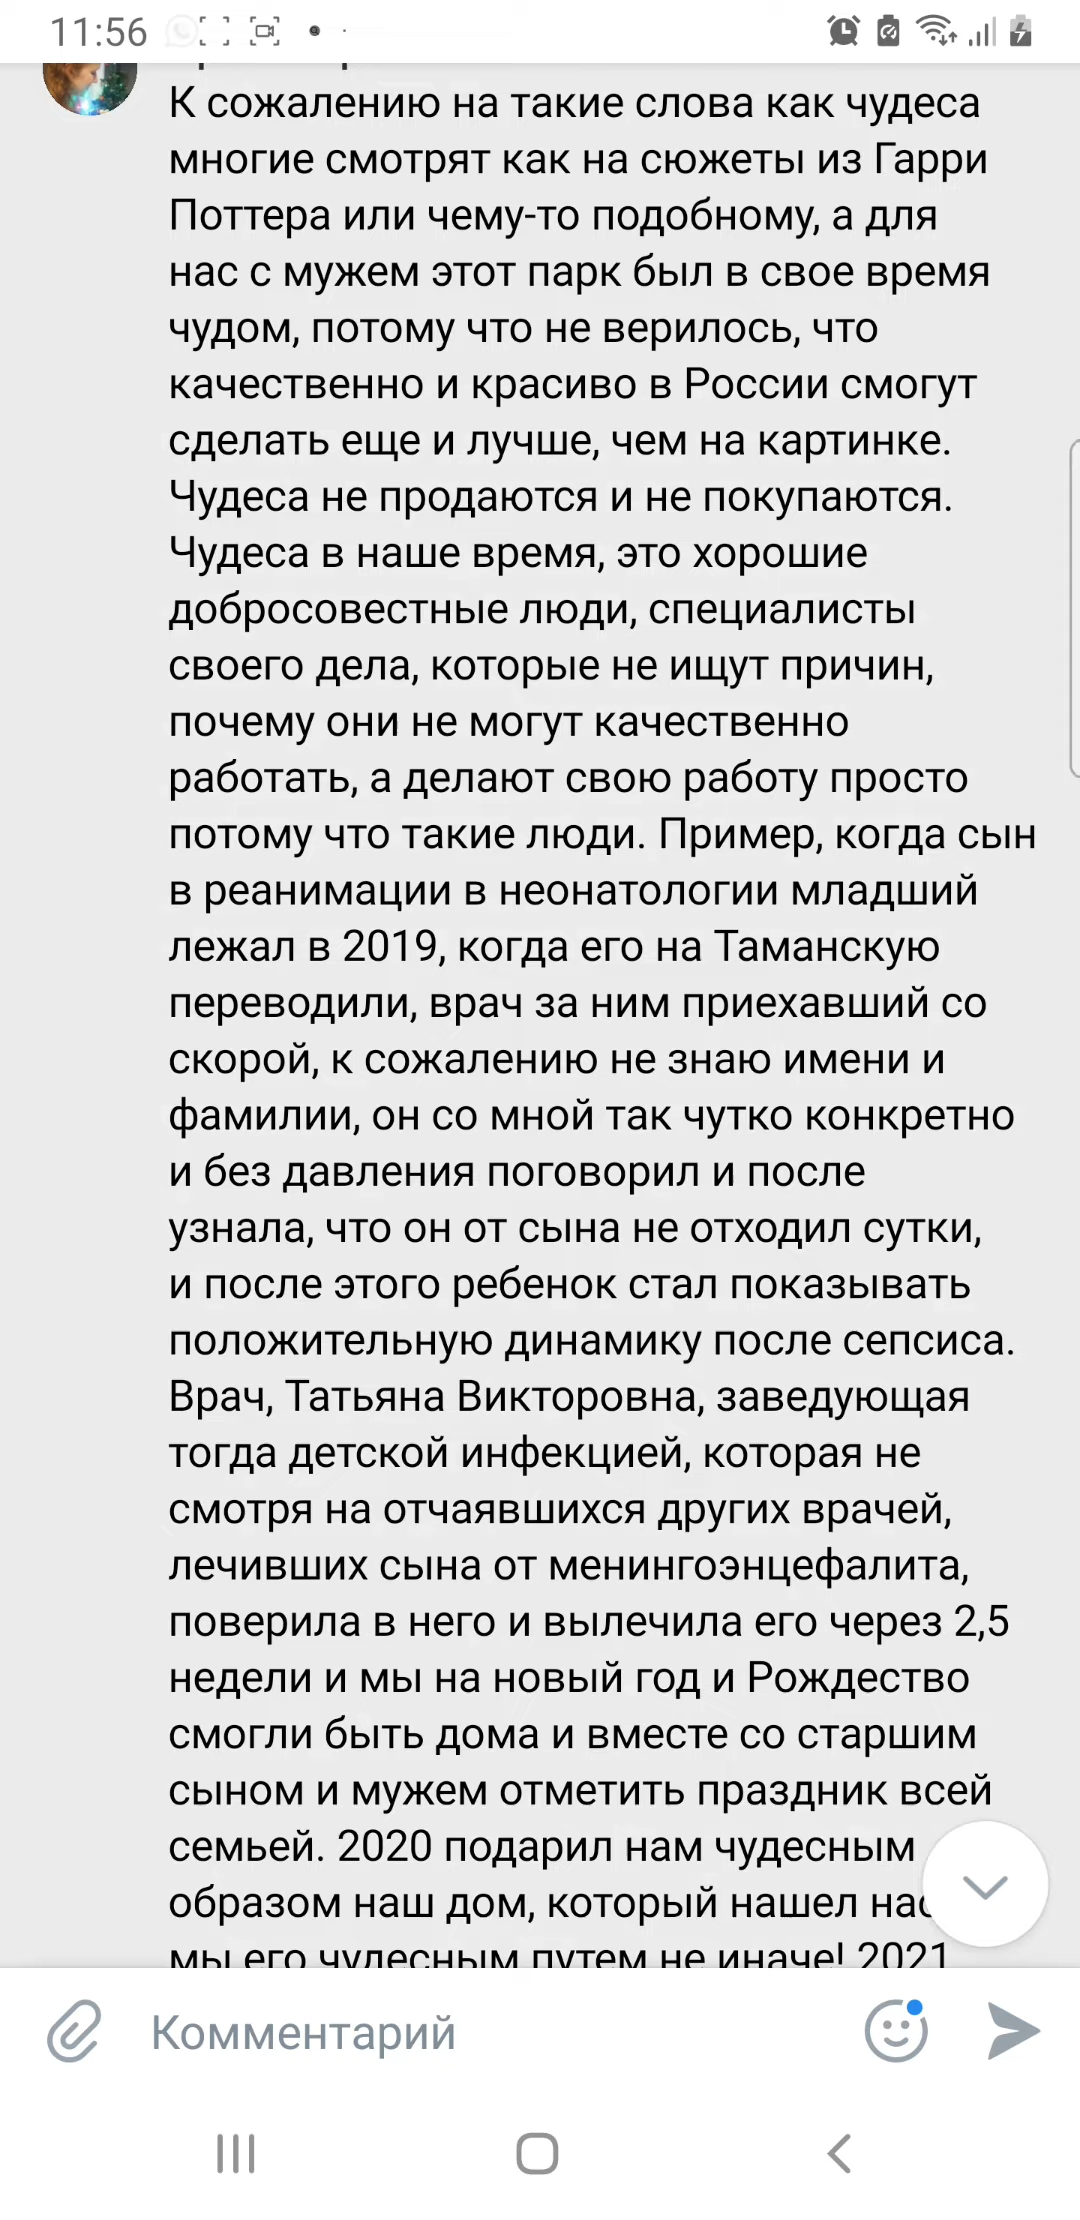 11:56
К сожалению на такие слова как чудеса
многие смотрят как на сюжеты из Гарри
Поттера или чему-то подобному, а для
нас с мужем этот парк был в свое время
чудом, потому что не верилось, что
качественно и красиво в России смогут
сделать еще и лучше, чем на картинке.
Чудеса не продаются и не покупаются.
Чудеса в наше время, это хорошие
добросовестные люди, специалисты
своего дела, которые не ищут причин,
почему они не могут качественно
работать, а делают свою работу просто
потому что такие люди. Пример, когда сын
в реанимации в неонатологии младший
лежал в 2019, когда его на Таманскую
переводили, врач за ним приехавший со
скорой, к сожалению не знаю имени и
фамилии, он со мной так чутко конкретно
и без давления поговорил и после
узнала, что он от сына не отходил сутки,
и после этого ребенок стал показывать
положительную динамику после сепсиса.
Врач, Татьяна Викторовна, заведующая
тогда детской инфекцией, которая не
смотря на отчаявшихся других врачей,
лечивших сына от менингоэнцефалита,
поверила в него и вылечила его через 2,5
недели и мы на новый год и Рождество
смогли быть дома и вместе со старшим
сыном и мужем отметить праздник всей
семьей. 2020 подарил нам чудесным
образом наш дом, который нашел нас
мы его чудесным путем не иначе! 2021
Комментарий